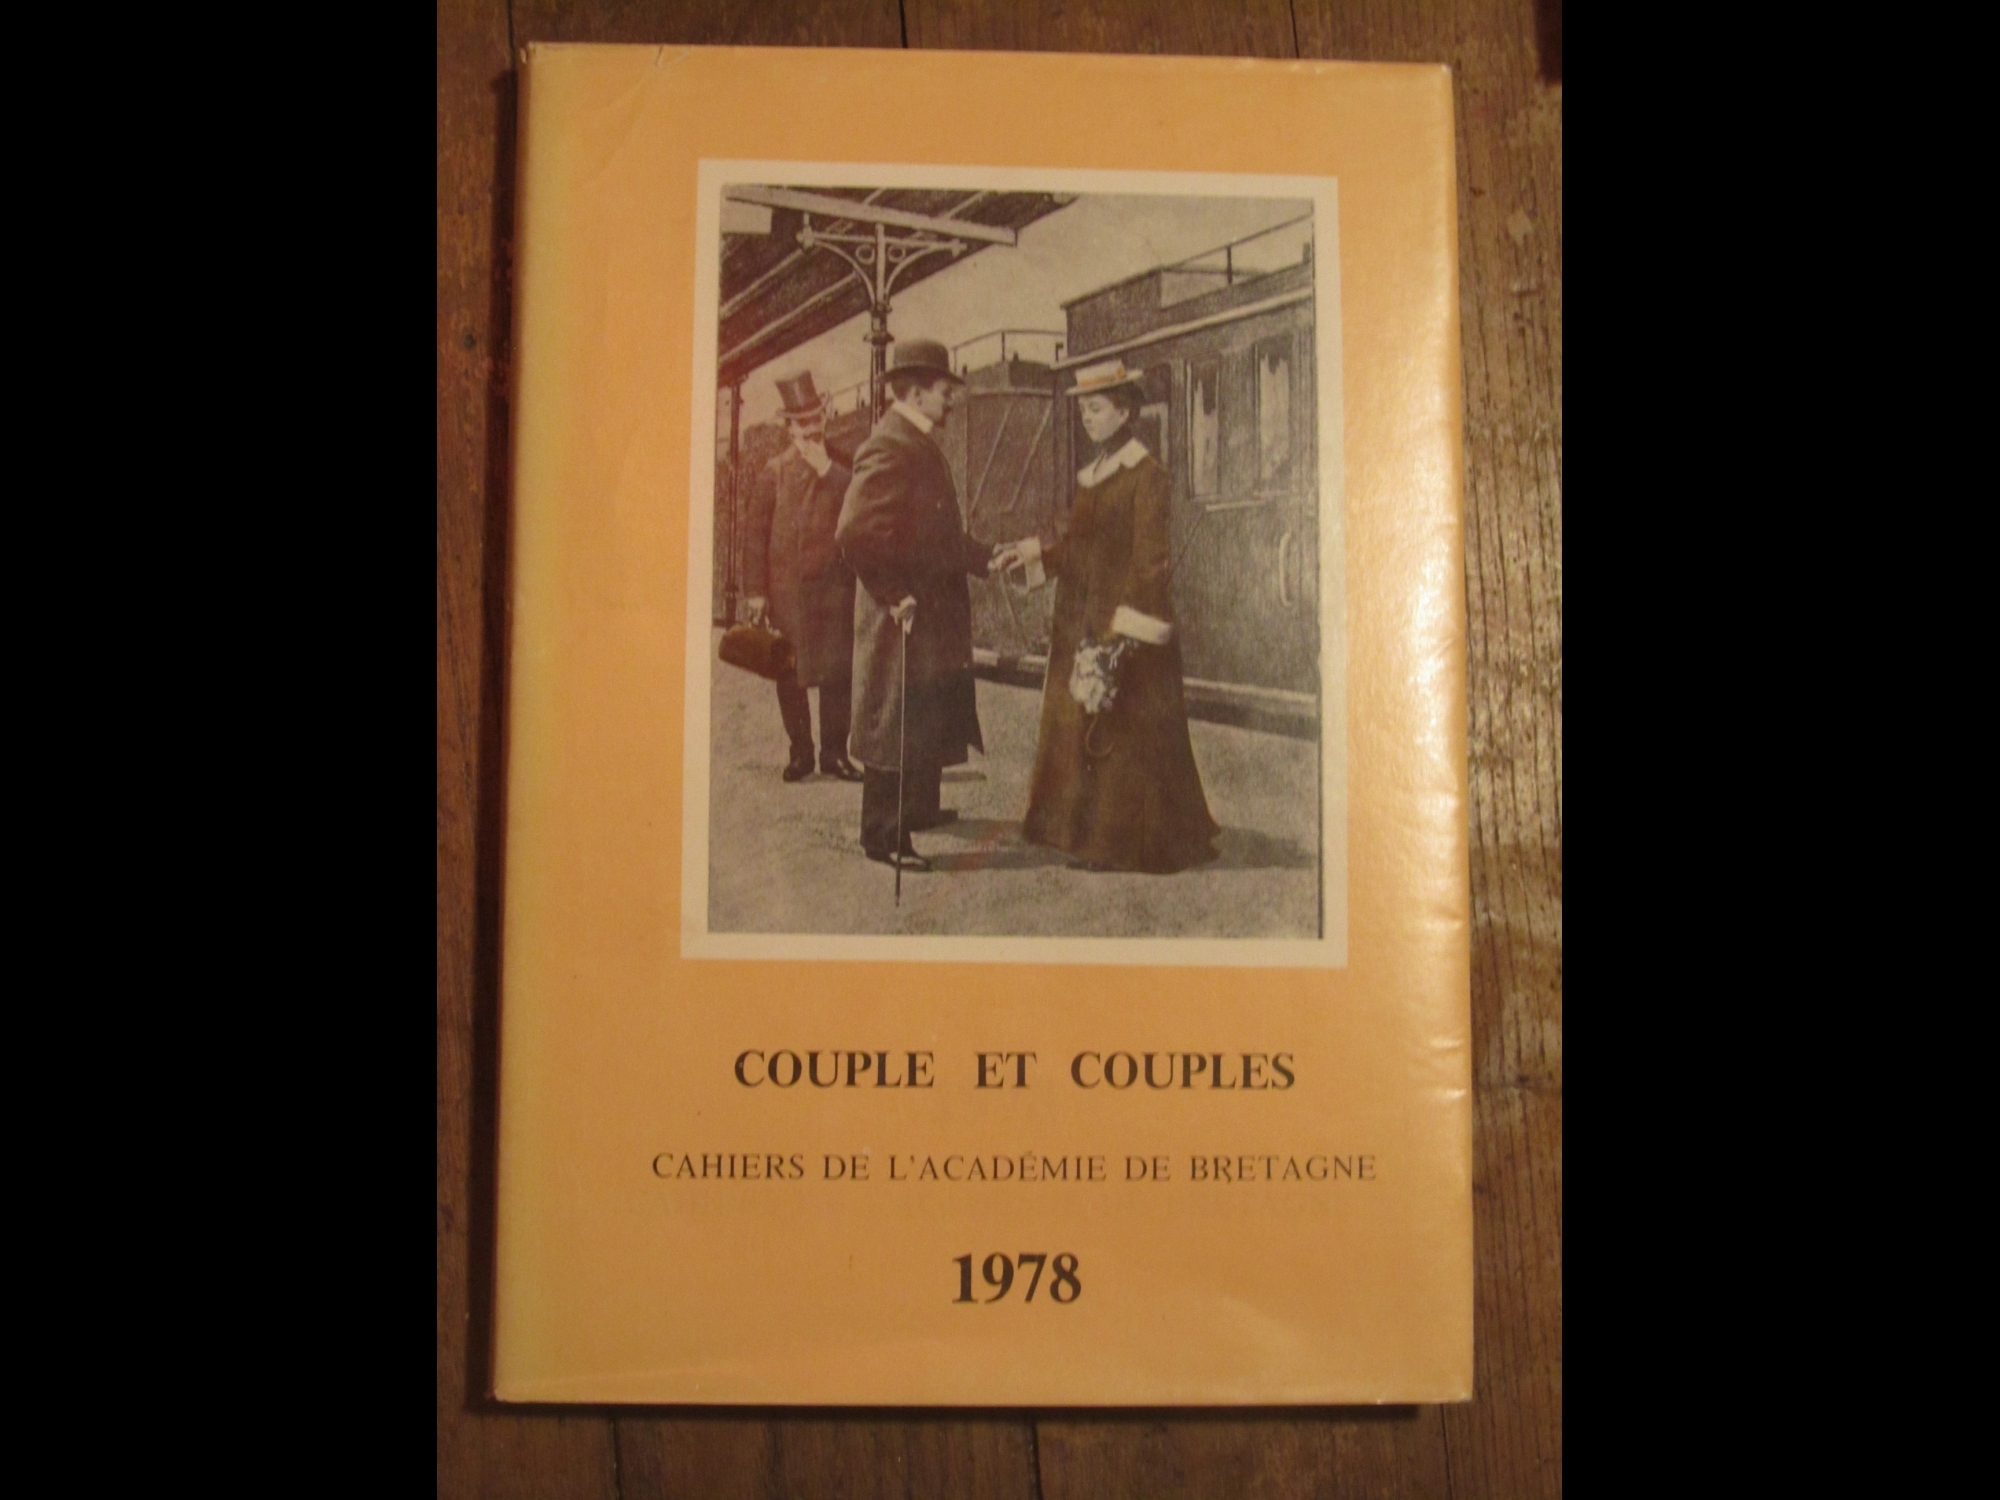 COUPLE ET COUPLES
CAHIERS DE L'ACADÉMIE DE BRETAGNE
1978